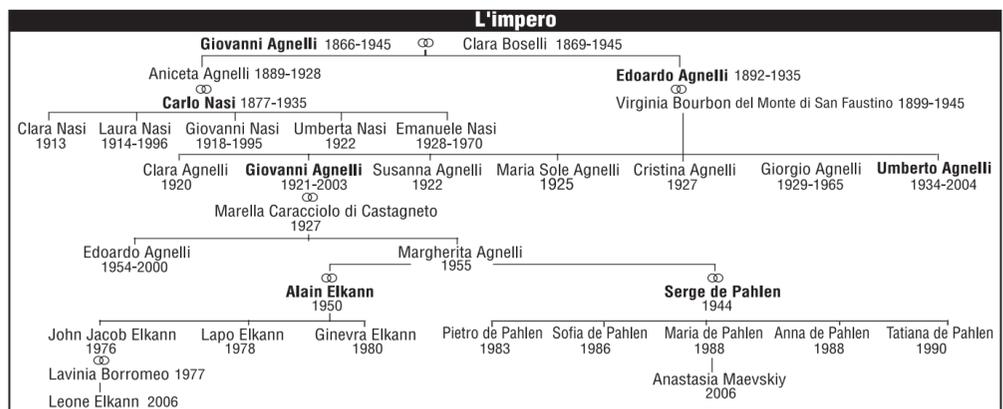 L'impero
Giovanni Agnelli 1866-1945 Clara Boselli 1869-1945
Aniceta Agnelli 1889-1928
Edoardo Agnelli 1892-1935
Carlo Nasi 1877-1935
Virginia Bourbon del Monte di San Faustino 1899-1945
Clara Nasi Laura Nasi Giovanni Nasi Umberta Nasi Emanuele Nasi
1913 1914-1996 1918-1995 1922 1928-1970
Clara Agnelli Giovanni Agnelli Susanna Agnelli Maria Sole Agnelli Cristina Agnelli Giorgio Agnelli Umberto Agnelli
1920 1921-2003 1922 1925 1927 1929-1965 1934-2004
Marella Caracciolo di Castagneto
1927
Edoardo Agnelli Margherita Agnelli
1954-2000 1955
Alain Elkann Serge de Pahlen
1950 1944
John Jacob Elkann Lapo Elkann Ginevra Elkann Pietro de Pahlen Sofia de Pahlen Maria de Pahlen Anna de Pahlen Tatiana de Pahlen
1976 1978 1980 1983 1986 1988 1988 1990
Lavinia Borromeo 1977
Anastasia Maevskiy
2006
Leone Elkann 2006